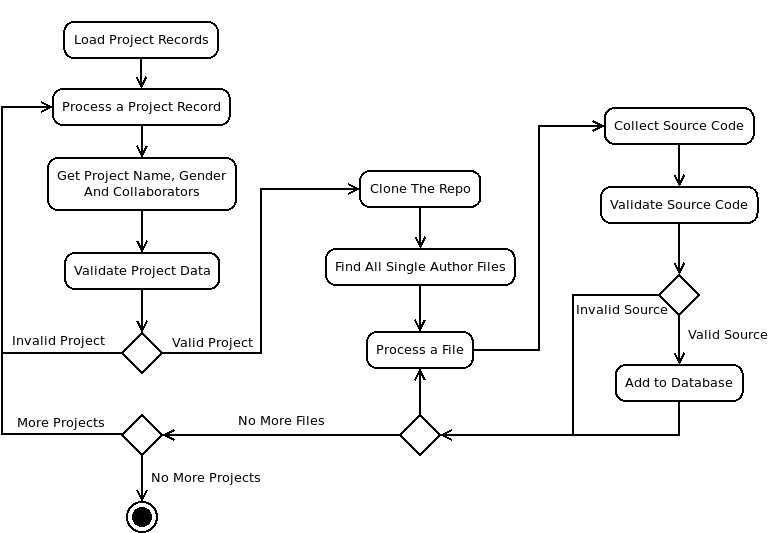 Load Project Records
Process a Project Record
Get Project Name, Gender
And Collaborators
Validate Project Data
Invalid Project
Valid Project
More Projects
No More Projects
Clone The Repo
Find All Single Author Files
Process a File
No More Files
Collect Source Code
Validate Source Code
Invalid Source
Valid Source
Add to Database